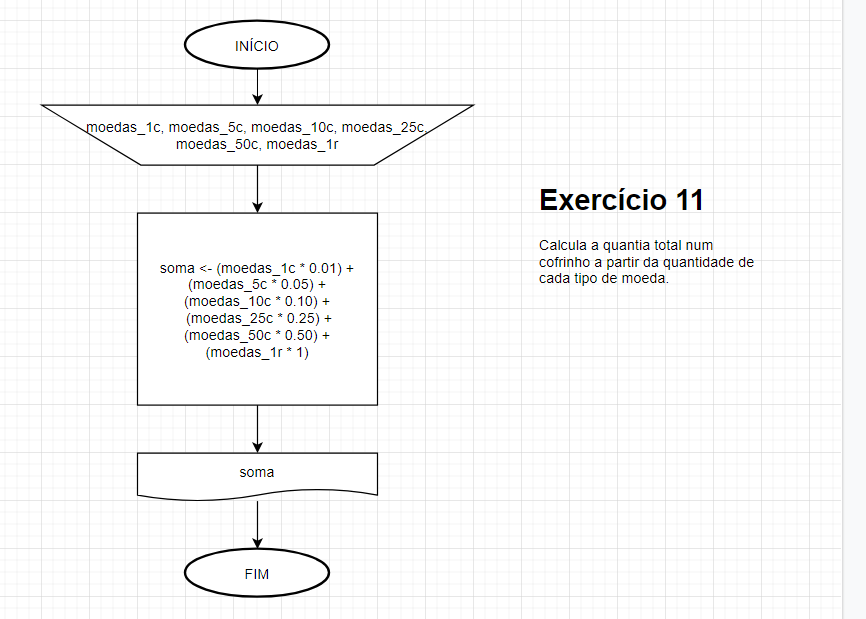 INÍCIO
moedas_1c, moedas_5c, moedas_10c, moedas_25c,
moedas_50c, moedas_1r
soma <- (moedas_1c * 0.01) +
(moedas_5c * 0.05) +
(moedas_10c * 0.10) +
(moedas_25c * 0.25) +
(moedas_50c * 0.50) +
(moedas_1r * 1)
soma
FIM
Exercício 11
Calcula a quantia total num
cofrinho a partir da quantidade de
cada tipo de moeda.